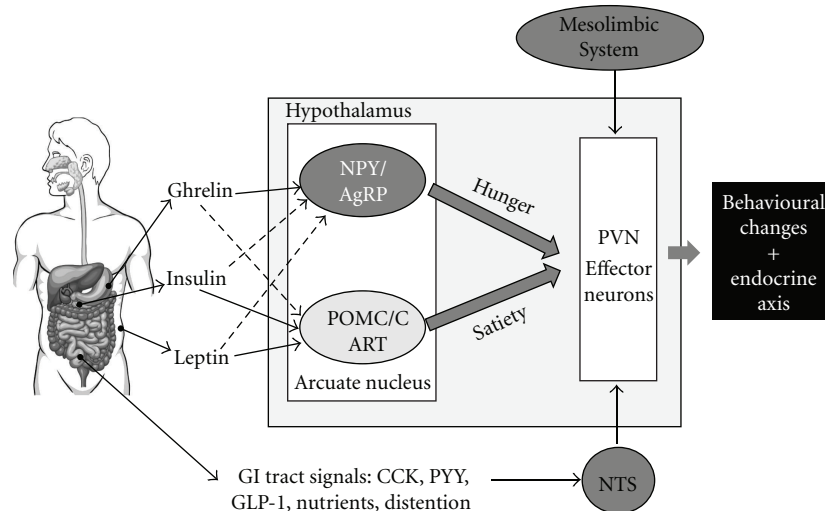 Mesolimbic
System
Hypothalamus
NPY/
AgRP
Ghrelin
Hunger
Insulin
PVN
Effector
neurons
Behavioural
changes
+
endocrine
axis
POMC/C
ART
Satiety
Leptin
Arcuate nucleus
GI tract signals: CCK, PYY,
GLP-1, nutrients, distention
NTS